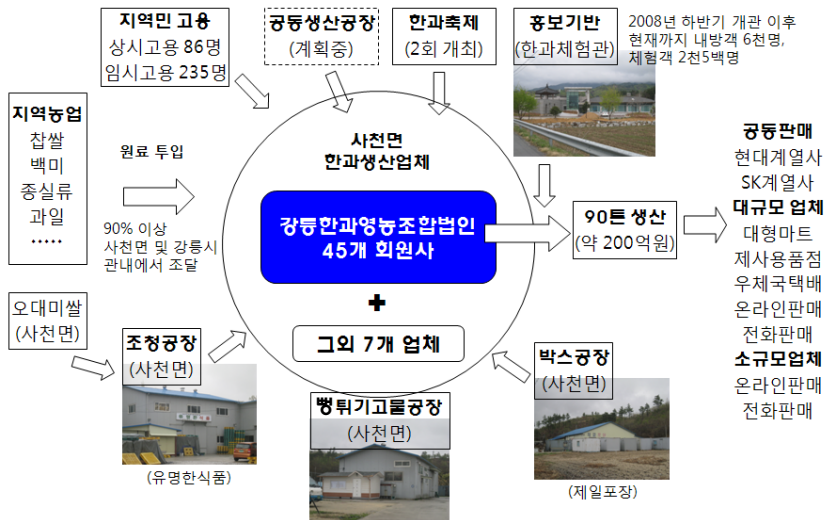 지역민 고용
상시고용 86명
임시고용 235명
공동생산공장
(계획중)
한과축제
(2회 개최)
홍보기반
(한과체험관)
2008년 하반기 개관 이후
현재까지 내방객 6천명,
체험객 2천5백명
지역농업
찹쌀
백미
종실류
과일
•••••
원료 투입
90% 이상
사천면 및 강릉시
관내에서 조달
사천면
한과생산업체
강릉한과영농조합법인
45개 회원사
+
그외 7개 업체
90톤 생산
(약 200억원)
공동판매
현대계열사
SK계열사
대규모 업체
대형마트
제사용품점
우체국택배
온라인판매
전화판매
소규모업체
온라인판매
전화판매
오대미쌀
(사천면)
조청공장
(사천면)
(유명한식품)
뻥튀기고물공장
(사천면)
박스공장
(사천면)
(제일포장)